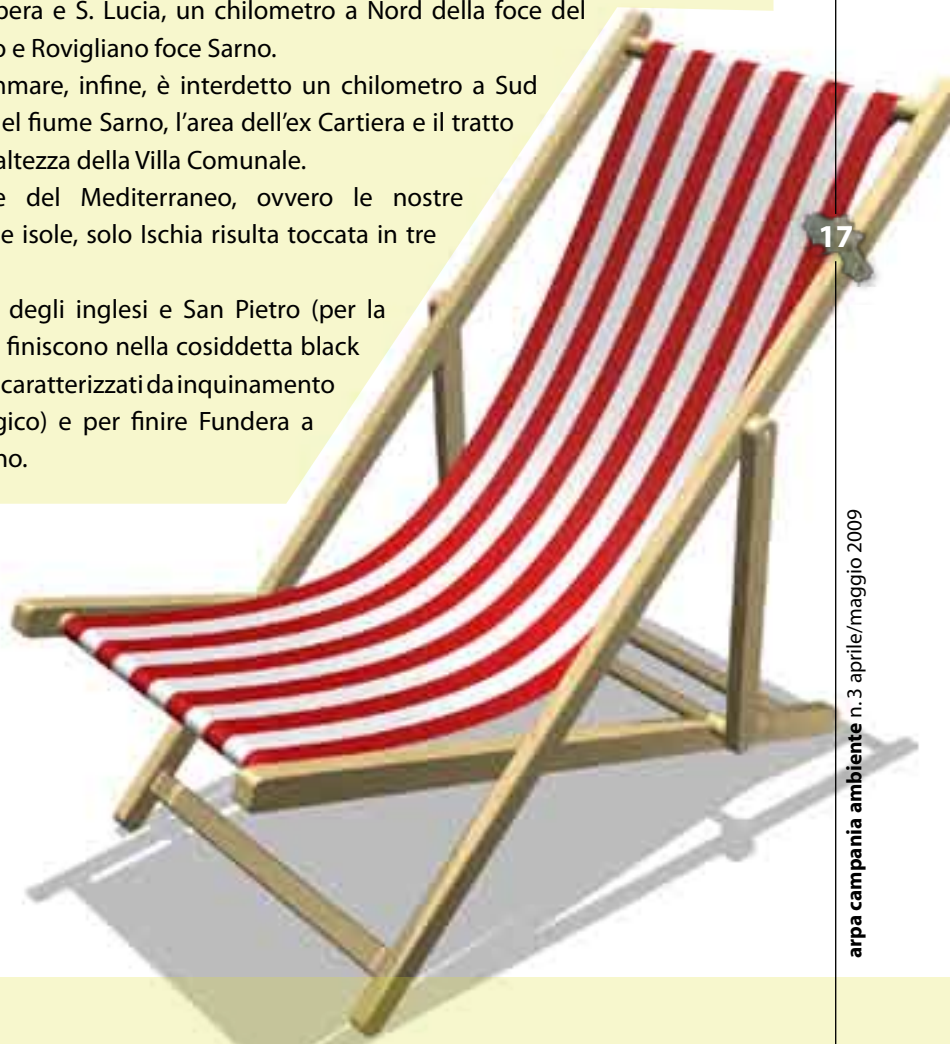 pera e S. Lucia, un chilometro a Nord della foce del
o e Rovigliano foce Sarno.
mmare, infine, è interdetto un chilometro a Sud
el fiume Sarno, l'area dell'ex Cartiera e il tratto
altezza della Villa Comunale.
e del Mediterraneo, ovvero le nostre
e isole, solo Ischia risulta toccata in tre
degli inglesi e San Pietro (per la
finiscono nella cosiddetta black
caratterizzati da inquinamento
gico) e per finire Fundera a
no.
17
arpa campania ambiente n. 3 aprile/maggio 2009